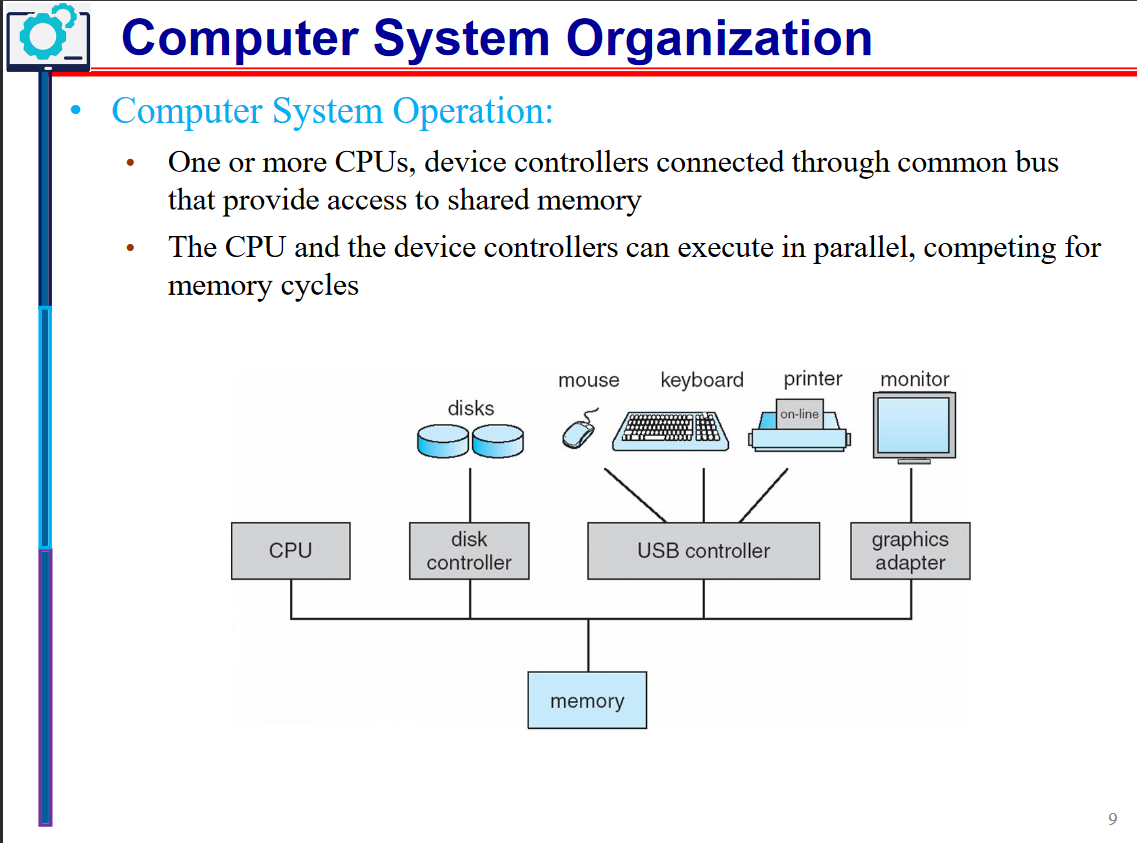 Computer System Organization
• Computer System Operation:
• One or more CPUs, device controllers connected through common bus
that provide access to shared memory
• The CPU and the device controllers can execute in parallel, competing for
memory cycles
mouse keyboard printer monitor
disks
on-line
CPU
disk
controller
USB controller
graphics
adapter
memory
9